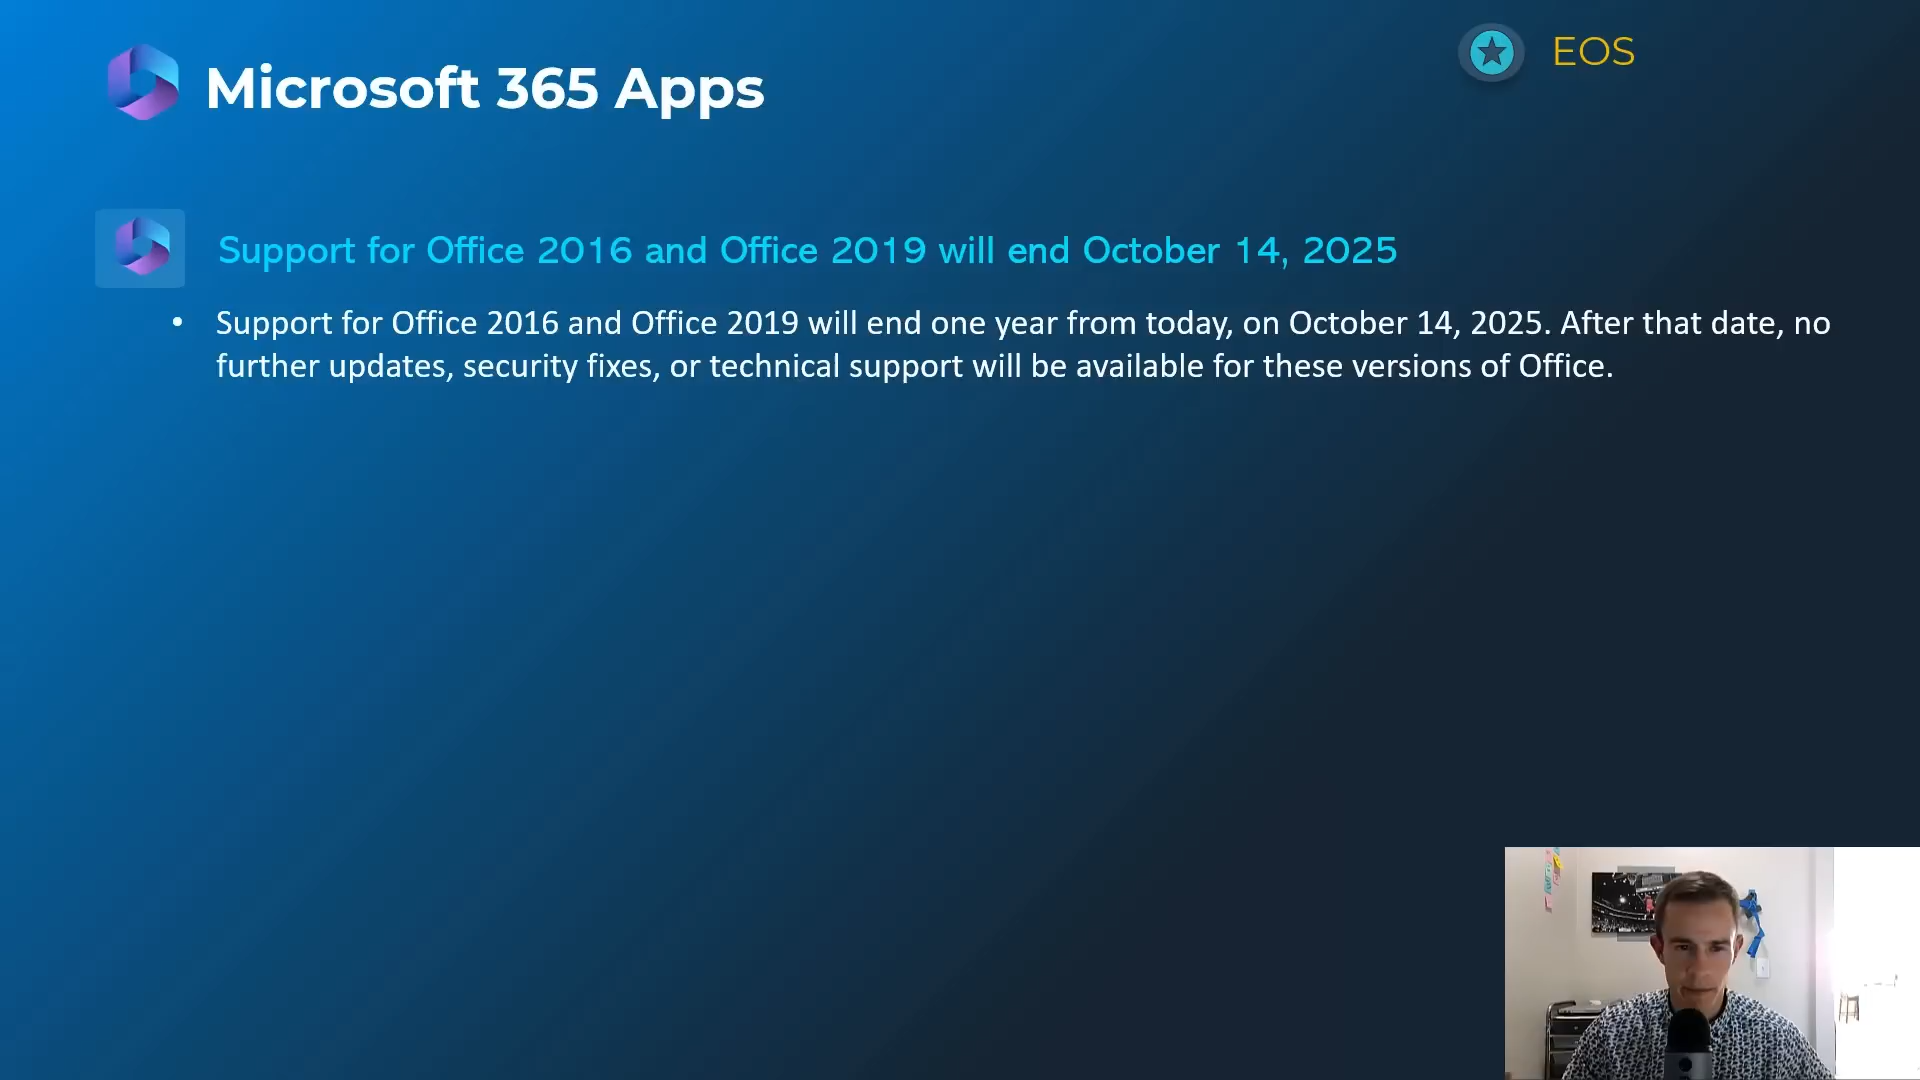 Microsoft 365 Apps
EOS
Support for Office 2016 and Office 2019 will end October 14, 2025
• Support for Office 2016 and Office 2019 will end one year from today, on October 14, 2025. After that date, no
further updates, security fixes, or technical support will be available for these versions of Office.